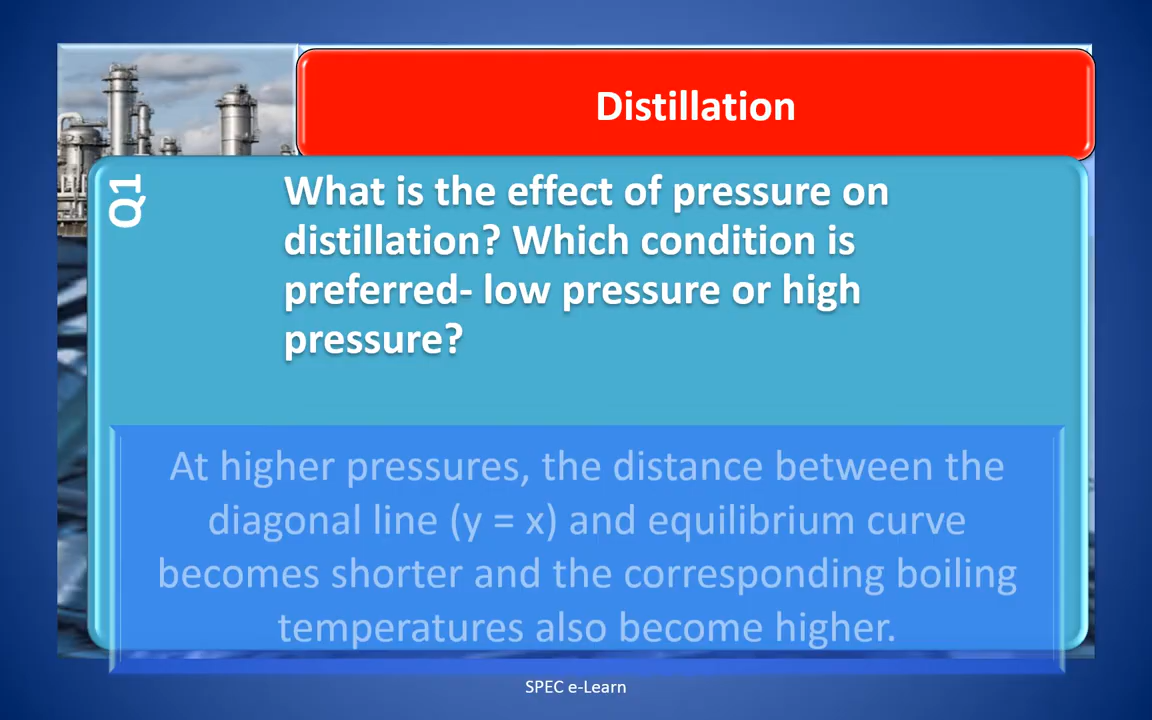 Distillation
Q1
What is the effect of pressure on
distillation? Which condition is
preferred- low pressure or high
pressure?
At higher pressures, the distance between the
diagonal line (y = x) and equilibrium curve
becomes shorter and the corresponding boiling
temperatures also become higher.
SPEC e-Learn